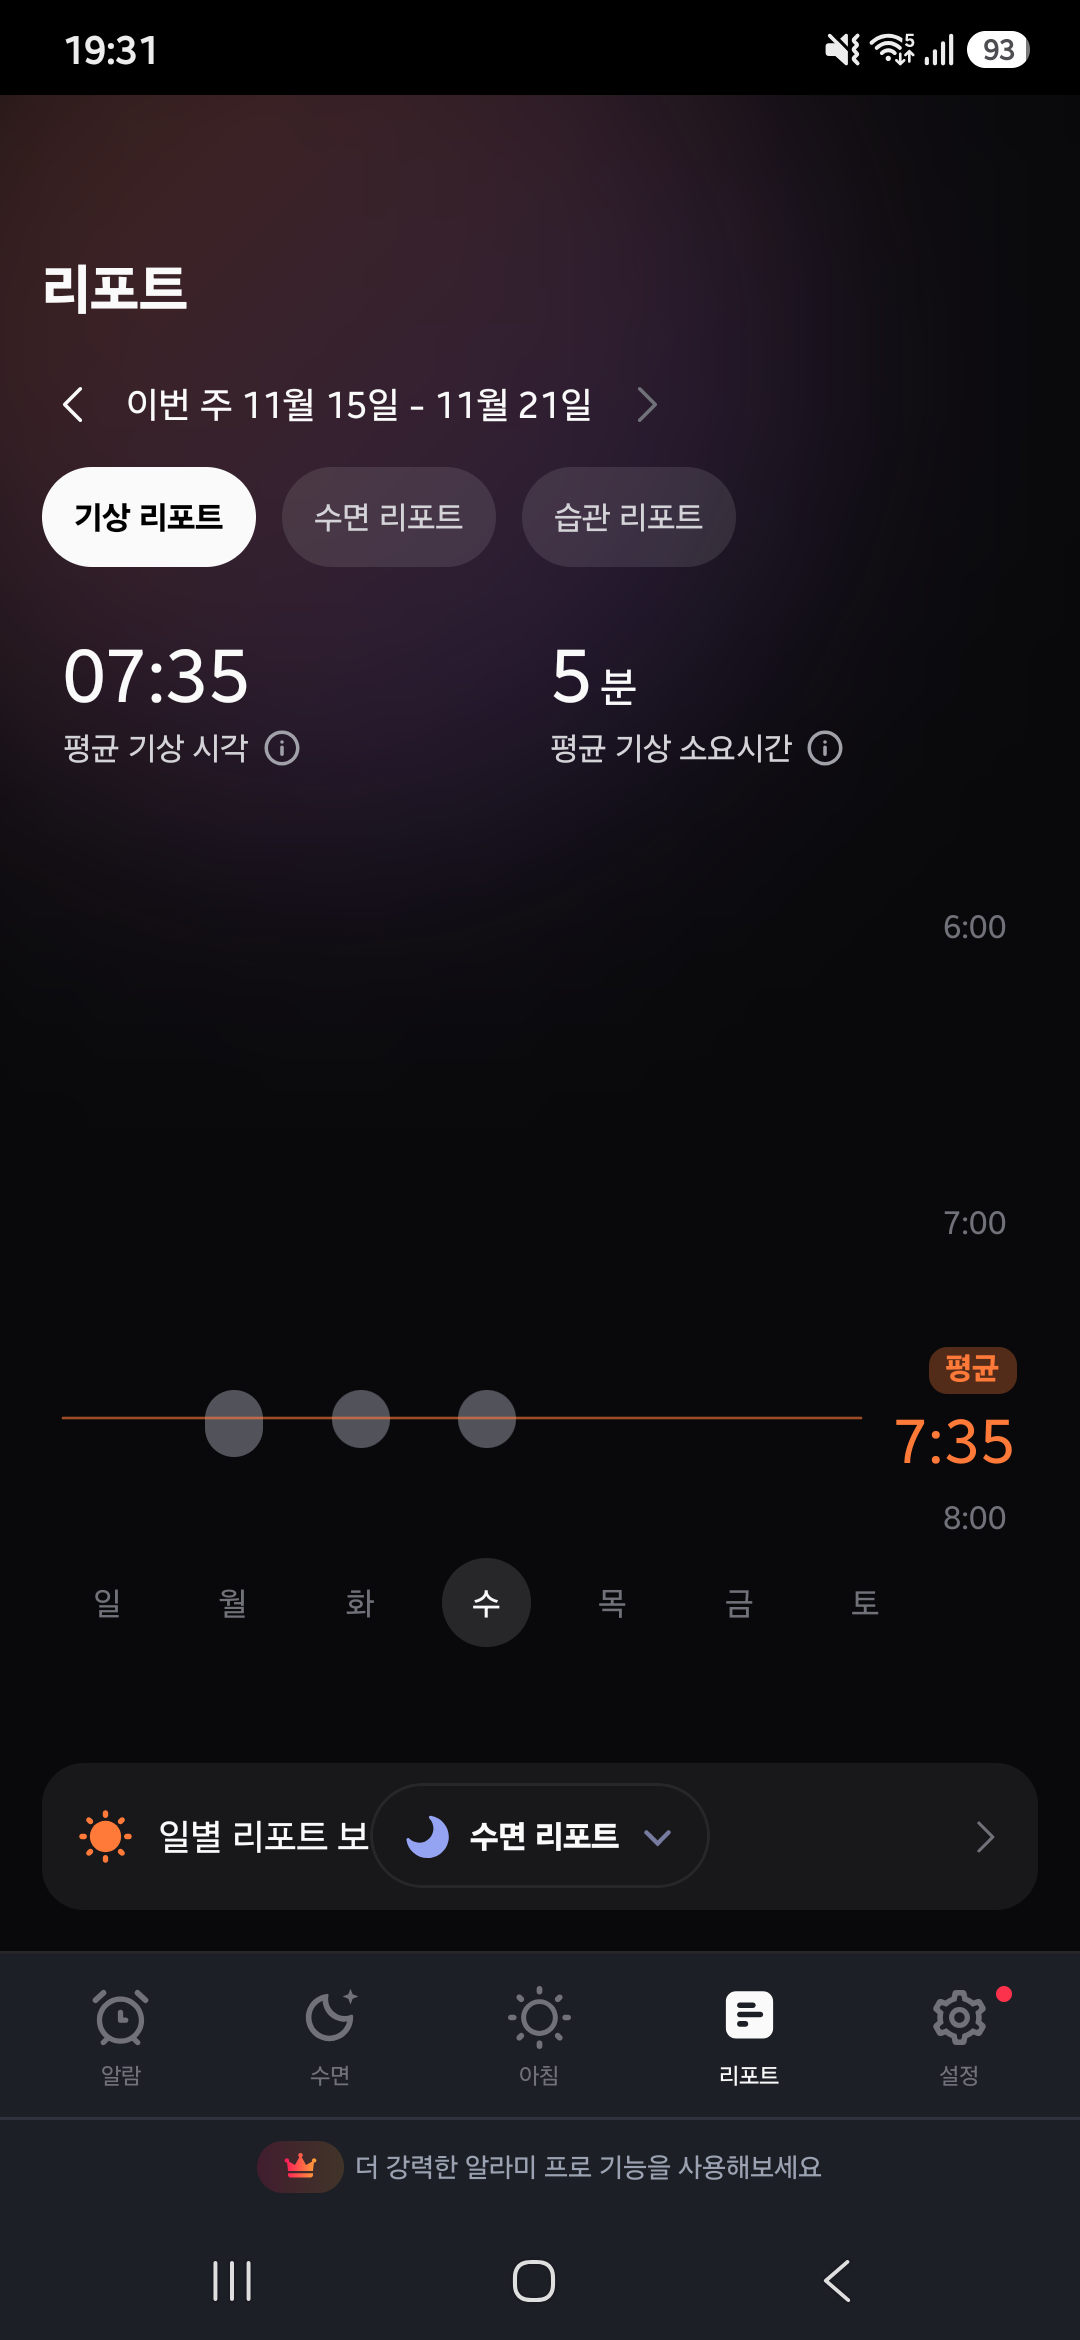 19:31
5
93
리포트
이번 주 11월 15일 - 11월 21일
기상 리포트
수면 리포트
습관 리포트
07:35
5 분
평균 기상 시각
평균 기상 소요시간
6:00
7:00
평균
7:35
8:00
일 월 화 수 목 금 토
일별 리포트 보
수면 리포트
알람
수면
아침
리포트
설정
더 강력한 알라미 프로 기능을 사용해보세요